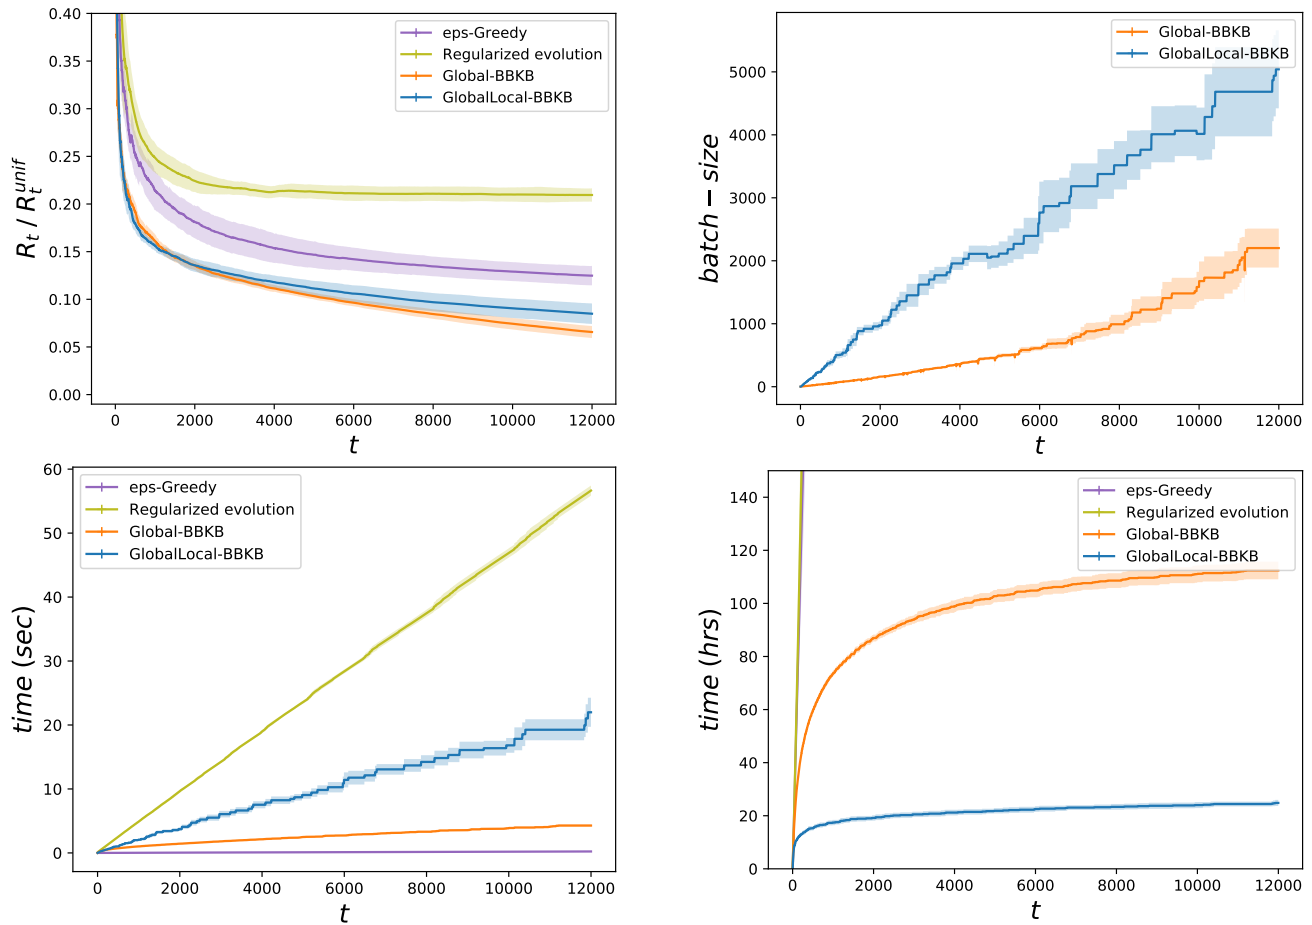 0.40
0.35
0.30
0.25
0.20
0.15
0.10
0.05
0.00
R_t / R_t^unif
eps-Greedy
Regularized evolution
Global-BBKB
GlobalLocal-BBKB
0 2000 4000 6000 8000 10000 12000
t
5000
4000
3000
2000
1000
0
batch − size
Global-BBKB
GlobalLocal-BBKB
0 2000 4000 6000 8000 10000 12000
t
60
50
40
30
20
10
0
time (sec)
eps-Greedy
Regularized evolution
Global-BBKB
GlobalLocal-BBKB
0 2000 4000 6000 8000 10000 12000
t
140
120
100
80
60
40
20
0
time (hrs)
eps-Greedy
Regularized evolution
Global-BBKB
GlobalLocal-BBKB
0 2000 4000 6000 8000 10000 12000
t